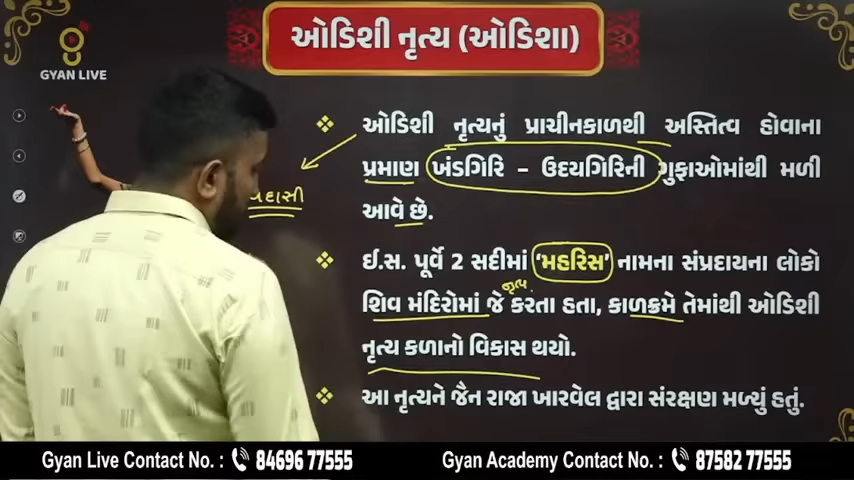 ઓડિશી નૃત્ય (ઓડિશા)
GYAN LIVE
ઓડિશી નૃત્યનું પ્રાચીનકાળથી અસ્તિત્વ હોવાના
પ્રમાણ ખંડગિરિ - ઉદયગિરિની ગુફાઓમાંથી મળી
આવે છે.
ઈ.સ. પૂર્વે 2 સદીમાં 'મહરિસ' નામના સંપ્રદાયના લોકો
નૃત્ય
શિવ મંદિરોમાં જે કરતા હતા, કાળક્રમે તેમાંથી ઓડિશી
નૃત્ય કળાનો વિકાસ થયો.
આ નૃત્યને જૈન રાજા ખારવેલ દ્વારા સંરક્ષણ મળ્યું હતું.
Gyan Live Contact No. : 84696 77555
Gyan Academy Contact No. : 87582 77555